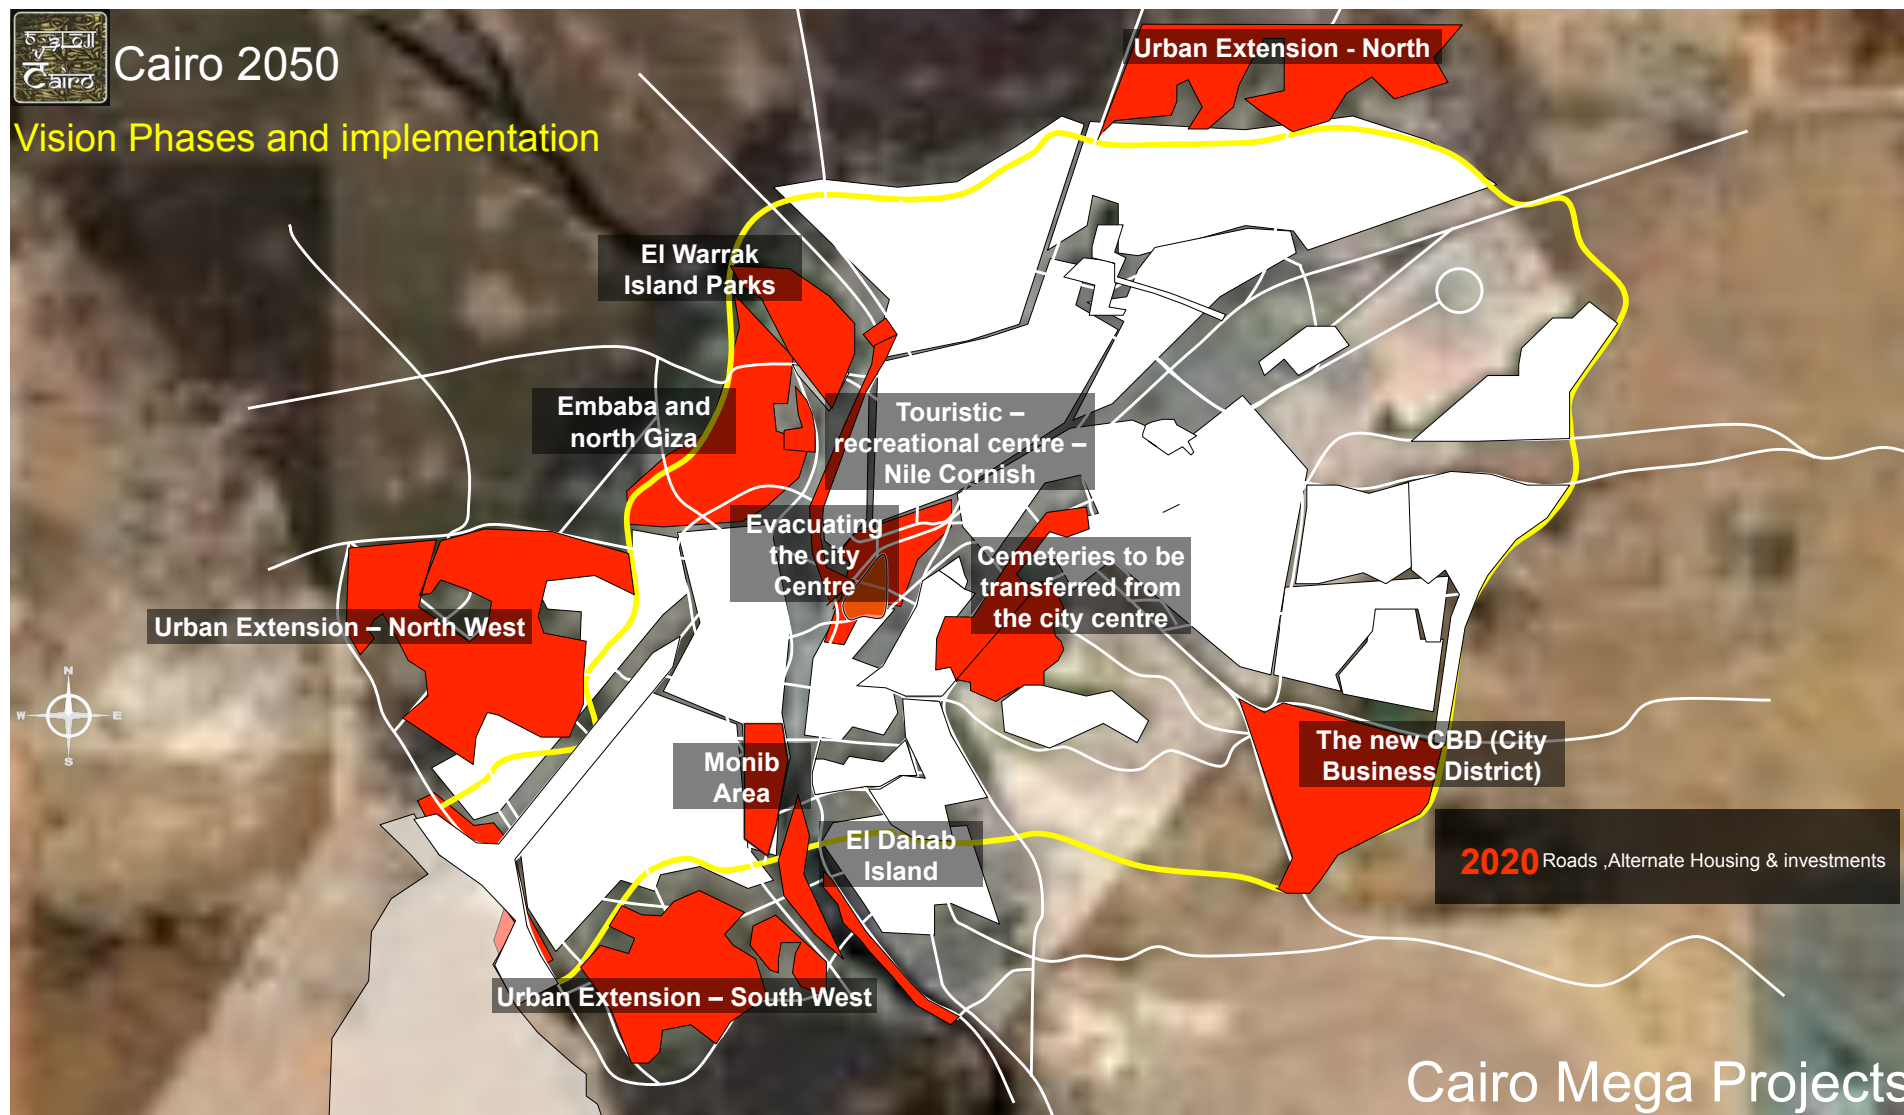 القاهرة
Cairo
Cairo 2050
Vision Phases and implementation
Urban Extension - North
El Warrak
Island Parks
Embaba and
north Giza
Touristic –
recreational centre –
Nile Cornish
Evacuating
the city
Centre
Cemeteries to be
transferred from
the city centre
Urban Extension – North West
N
W
E
S
Monib
Area
The new CBD (City
Business District)
El Dahab
Island
2020 Roads ,Alternate Housing & investments
Urban Extension – South West
Cairo Mega Projects